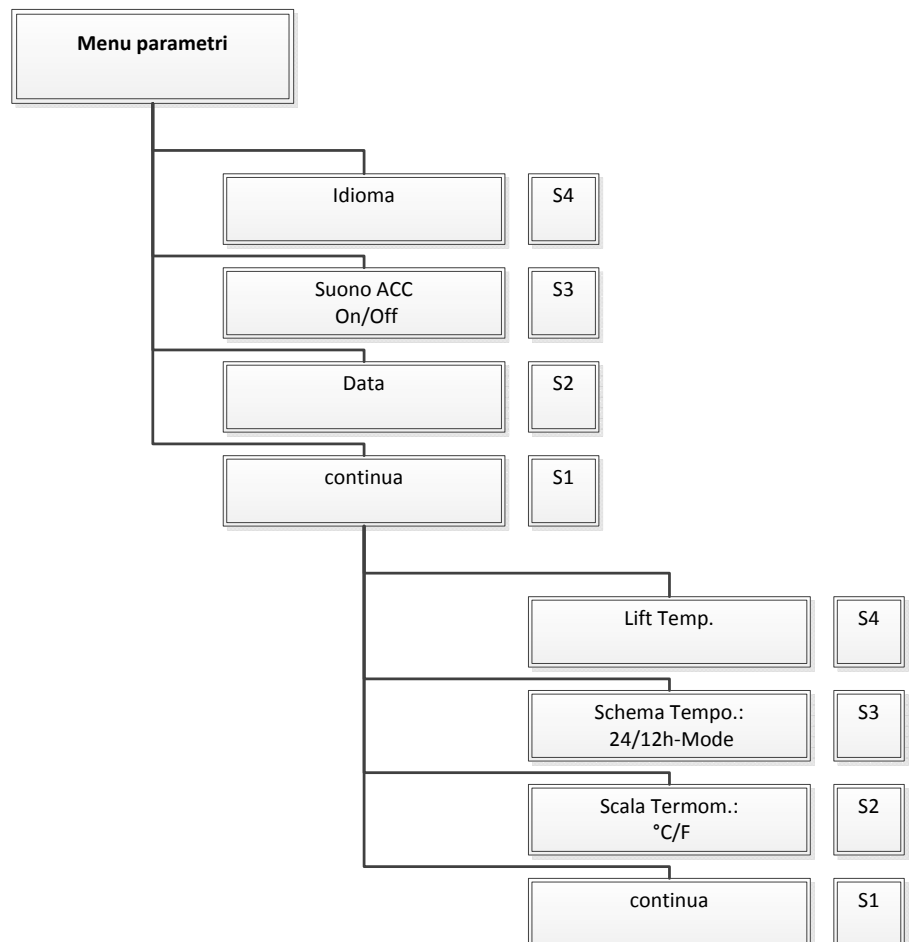 Menu parametri
Idioma
S4
Suono ACC
On/Off
S3
Data
S2
continua
S1
Lift Temp.
S4
Schema Tempo.:
24/12h-Mode
S3
Scala Termom.:
°C/F
S2
continua
S1